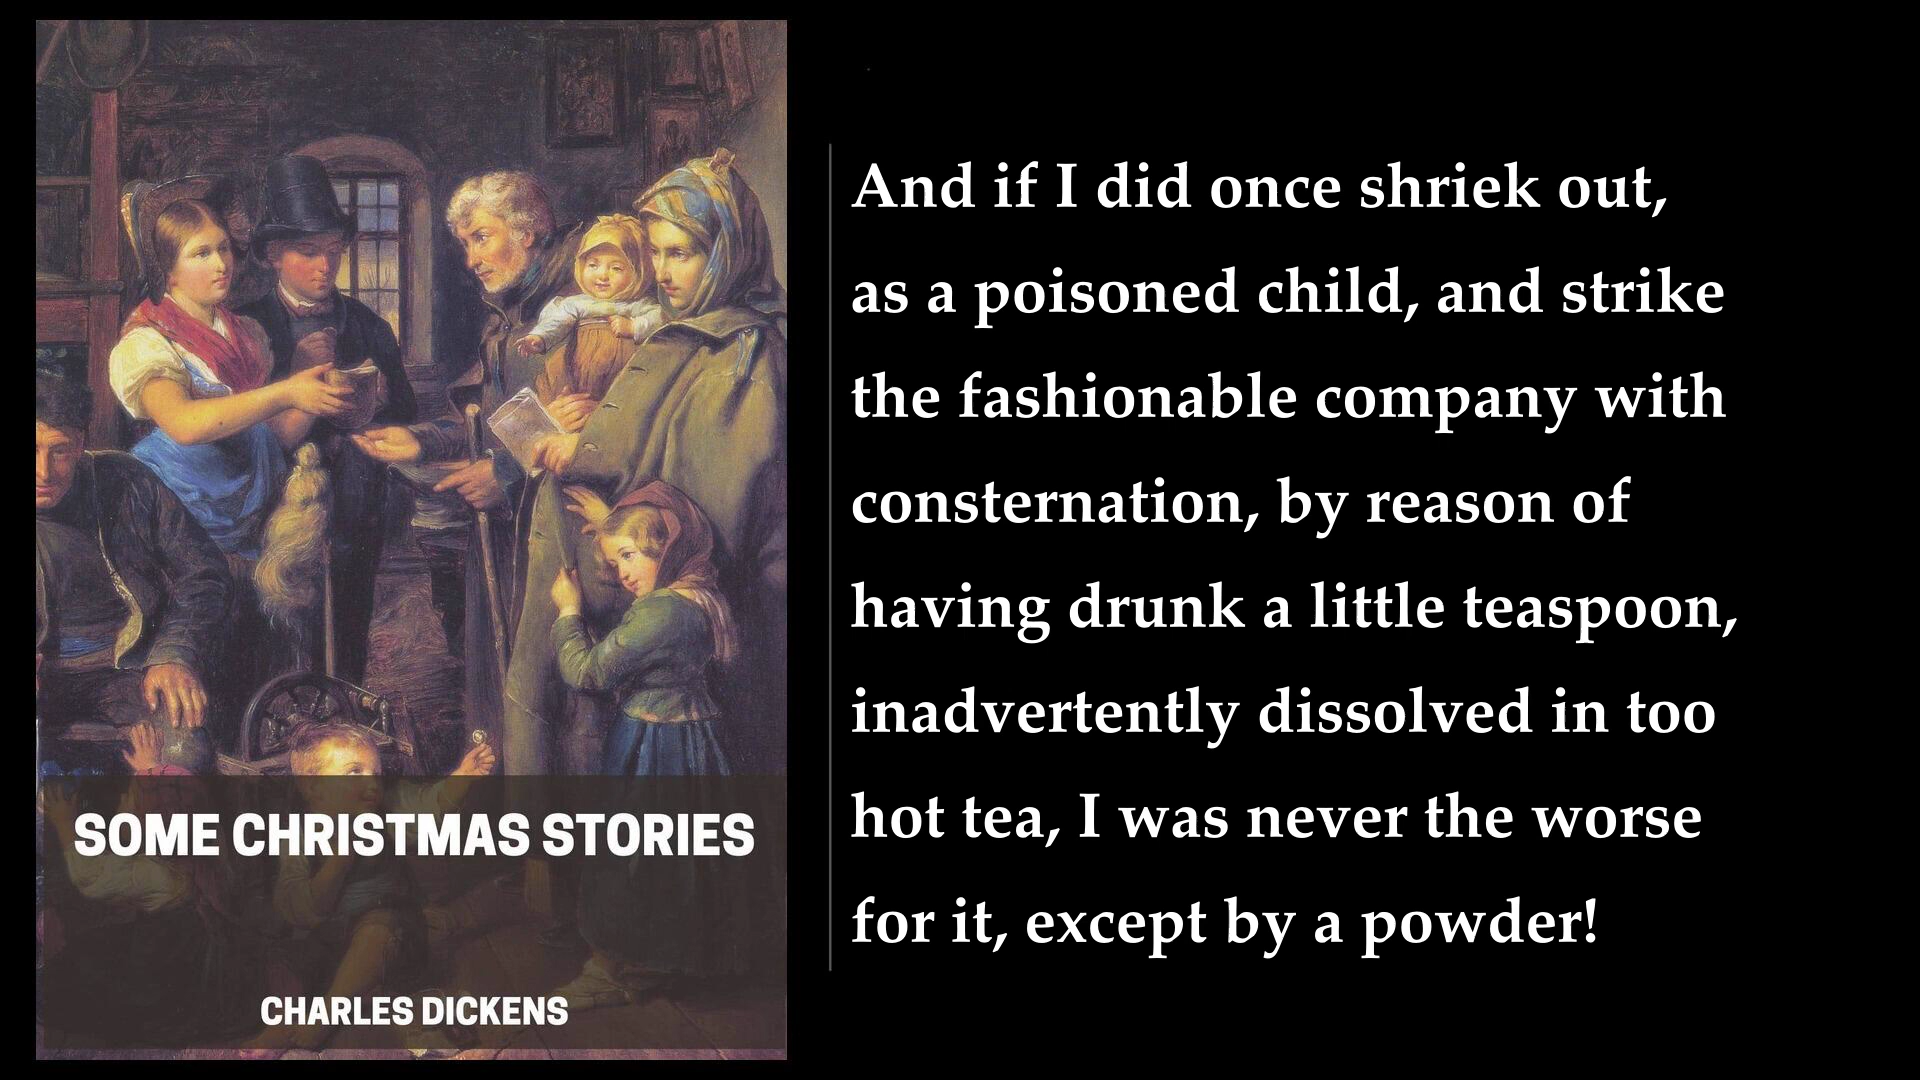 SOME CHRISTMAS STORIES
CHARLES DICKENS
And if I did once shriek out,
as a poisoned child, and strike
the fashionable company with
consternation, by reason of
having drunk a little teaspoon,
inadvertently dissolved in too
hot tea, I was never the worse
for it, except by a powder!